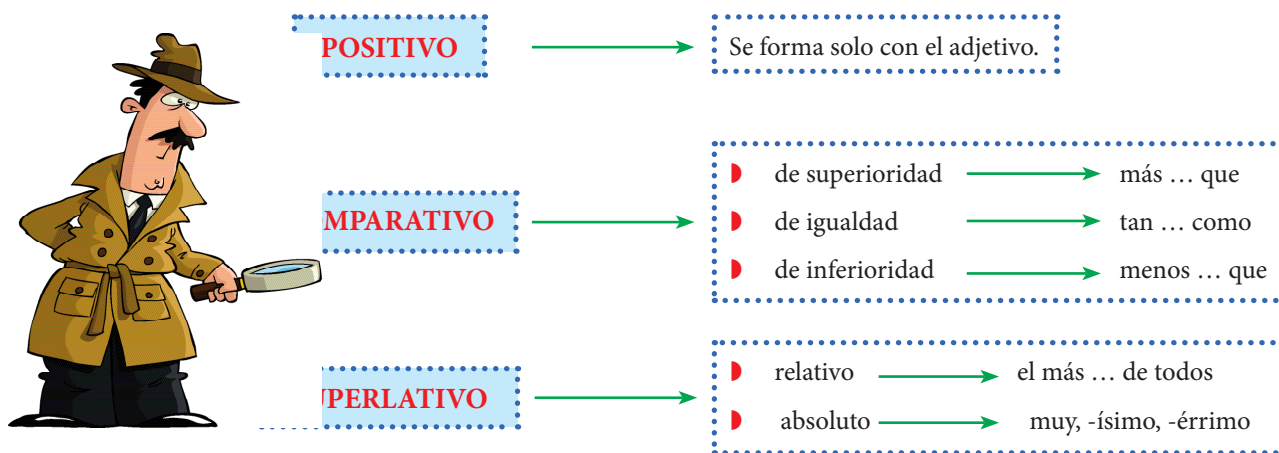 POSITIVO
Se forma solo con el adjetivo.
OMPARATIVO
de superioridad más … que
de igualdad tan … como
de inferioridad menos … que
UPERLATIVO
relativo el más … de todos
absoluto muy, -ísimo, -érrimo